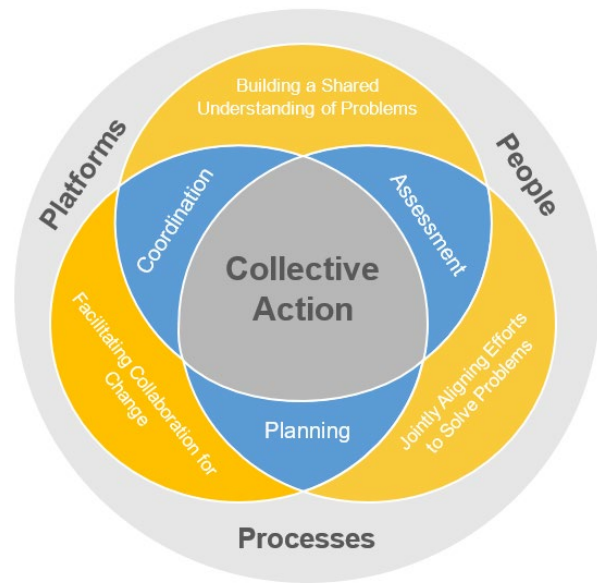 Building a Shared
Understanding of Problems
Platforms
People
Coordination
Assessment
Collective
Action
Facilitating Collaboration for
Change
Jointly Aligning Efforts
to Solve Problems
Planning
Processes